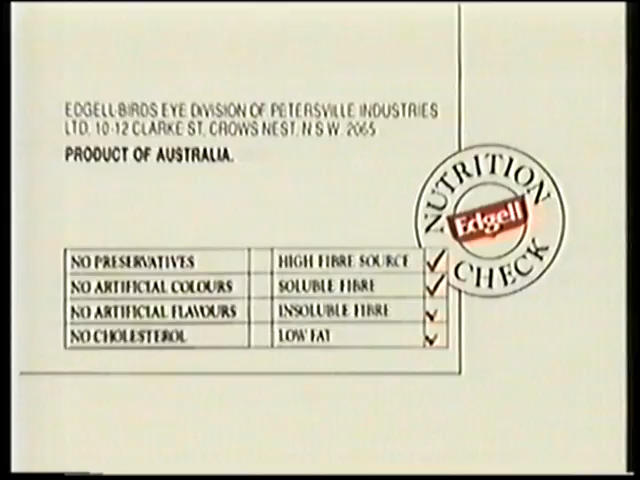 EDGELL-BIRDS EYE DIVISION OF PETERSVILLE INDUSTRIES
LTD. 10-12 CLARKE ST. CROWS NEST. N.S.W. 2065
PRODUCT OF AUSTRALIA.
NUTRITION
Edgell
CHECK
NO PRESERVATIVES HIGH FIBRE SOURCE ✓
NO ARTIFICIAL COLOURS SOLUBLE FIBRE ✓
NO ARTIFICIAL FLAVOURS INSOLUBLE FIBRE ✓
NO CHOLESTEROL LOW FAT ✓